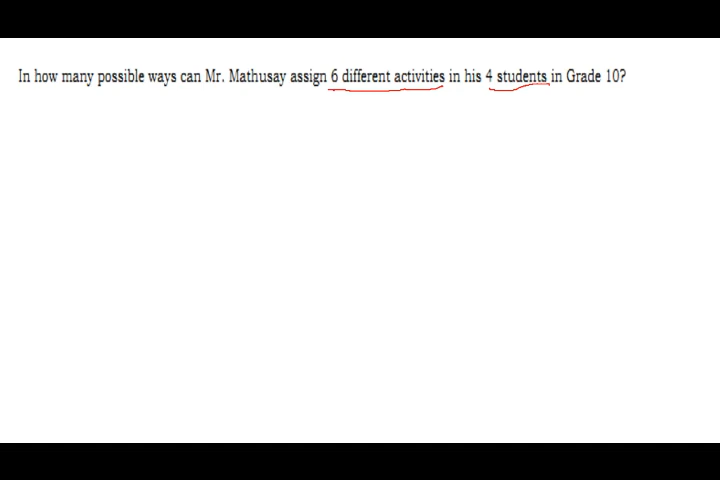 In how many possible ways can Mr. Mathusay assign 6 different activities in his 4 students in Grade 10?